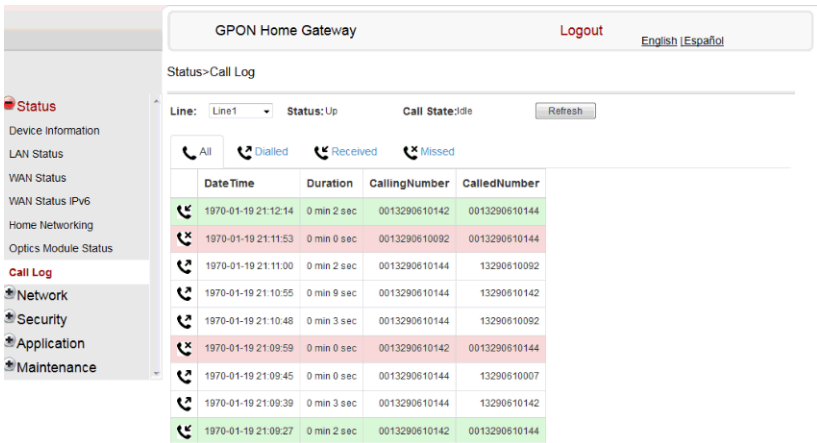 GPON Home Gateway
Logout
English |Español
Status>Call Log
Status
Device Information
LAN Status
WAN Status
WAN Status IPv6
Home Networking
Optics Module Status
Call Log
Network
Security
Application
Maintenance
Line: Line1 Status: Up Call State:Idle Refresh
All Dialled Received Missed
DateTime Duration CallingNumber CalledNumber
1970-01-19 21:12:14 0 min 2 sec 0013290610142 0013290610144
1970-01-19 21:11:53 0 min 0 sec 0013290610092 0013290610144
1970-01-19 21:11:00 0 min 2 sec 0013290610144 13290610092
1970-01-19 21:10:55 0 min 9 sec 0013290610144 13290610142
1970-01-19 21:10:48 0 min 3 sec 0013290610144 13290610092
1970-01-19 21:09:59 0 min 0 sec 0013290610142 0013290610144
1970-01-19 21:09:45 0 min 0 sec 0013290610144 13290610007
1970-01-19 21:09:39 0 min 3 sec 0013290610144 13290610142
1970-01-19 21:09:27 0 min 2 sec 0013290610142 0013290610144